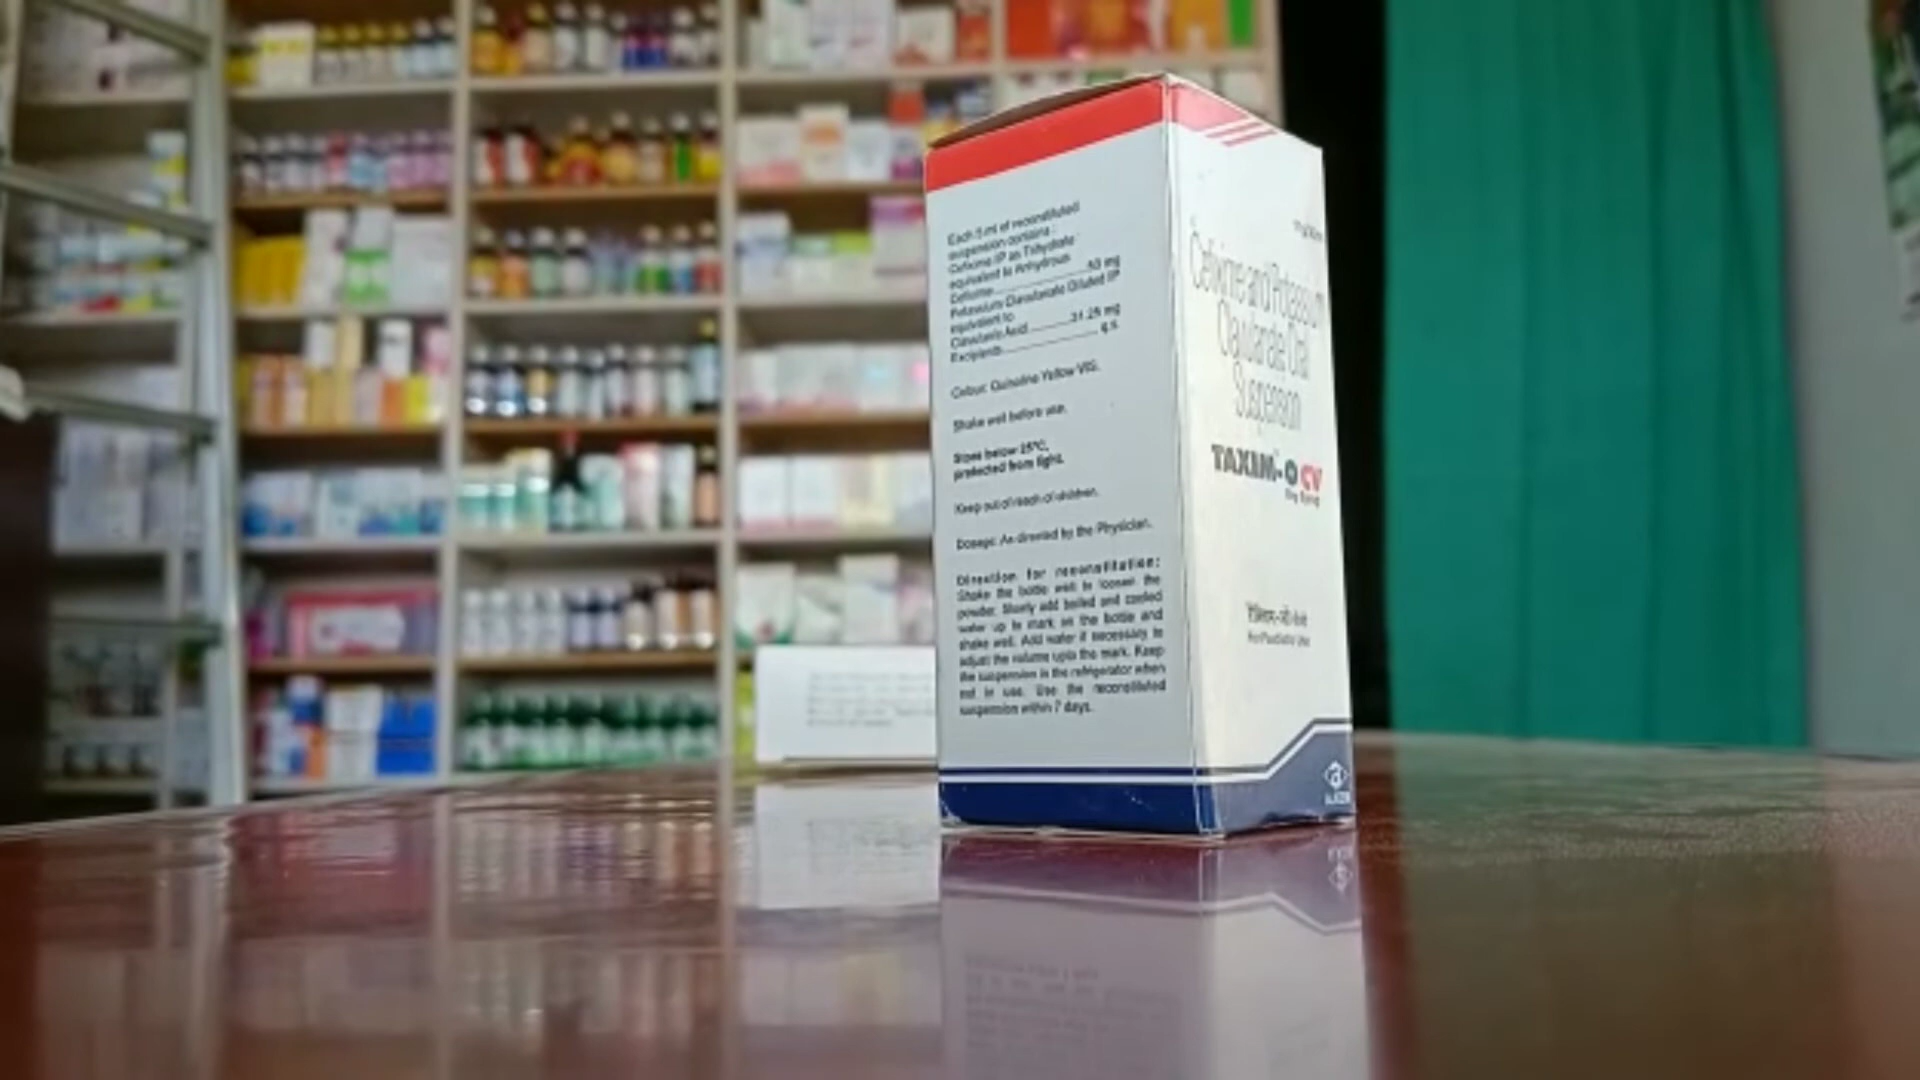 Each 5 ml of reconstituted
suspension contains :
Cefixime IP as Trihydrate
equivalent to Anhydrous
Cefixime....................50 mg
Potassium Clavulanate Diluted IP
equivalent to
Clavulanic Acid..........31.25 mg
Excipients....................q.s.
Colour: Quinoline Yellow WS.
Shake well before use.
Store below 25°C,
protected from light.
Keep out of reach of children.
Dosage: As directed by the Physician.
Direction for reconstitution:
Shake the bottle well to loosen the
powder. Slowly add boiled and cooled
water up to mark on the bottle and
shake well. Add water if necessary to
adjust the volume upto the mark. Keep
the suspension in the refrigerator when
not in use. Use the reconstituted
suspension within 7 days.
Cefixime and Potassium
Clavulanate Oral
Suspension
TAXIM-O CV
Dry Syrup
For Paediatric Use